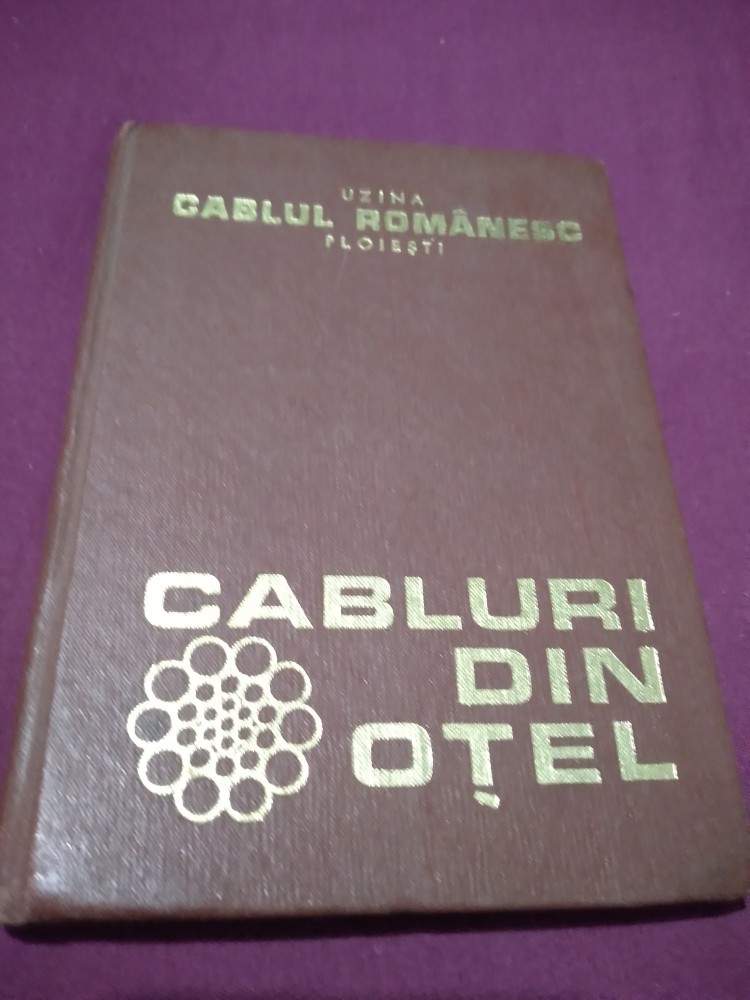 UZINA
CABLUL ROMÂNESC
PLOIEȘTI
CABLURI
DIN
OȚEL